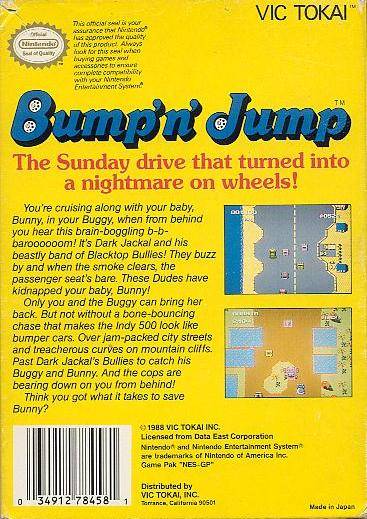 VIC TOKAI™
Official
Nintendo
Seal of Quality
This official seal is your
assurance that Nintendo®
has approved the quality
of this product. Always
look for this seal when
buying games and
accessories to ensure
complete compatibility
with your Nintendo
Entertainment System®
Bump'n' Jump™
The Sunday drive that turned into
a nightmare on wheels!
You're cruising along with your baby,
Bunny, in your Buggy, when from behind
you hear this brain-boggling b-b-
baroooooom! It's Dark Jackal and his
beastly band of Blacktop Bullies! They buzz
by and when the smoke clears, the
passenger seat's bare. These Dudes have
kidnapped your baby, Bunny!
Only you and the Buggy can bring her
back. But not without a bone-bouncing
chase that makes the Indy 500 look like
bumper cars. Over jam-packed city streets
and treacherous curves on mountain cliffs.
Past Dark Jackal's Bullies to catch his
Buggy and Bunny. And the cops are
bearing down on you from behind!
Think you got what it takes to save
Bunny?
0 34912 78458 1
© 1988 VIC TOKAI INC.
Licensed from Data East Corporation
Nintendo® and Nintendo Entertainment System®
are trademarks of Nintendo of America Inc.
Game Pak "NES-GP"
Distributed by
VIC TOKAI, INC.
Torrance, California 90501
Made in Japan